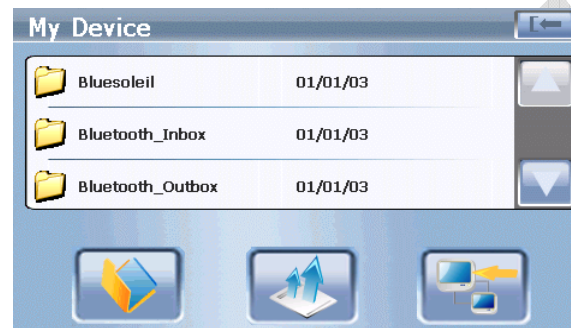 My Device
Bluesoleil 01/01/03
Bluetooth_Inbox 01/01/03
Bluetooth_Outbox 01/01/03